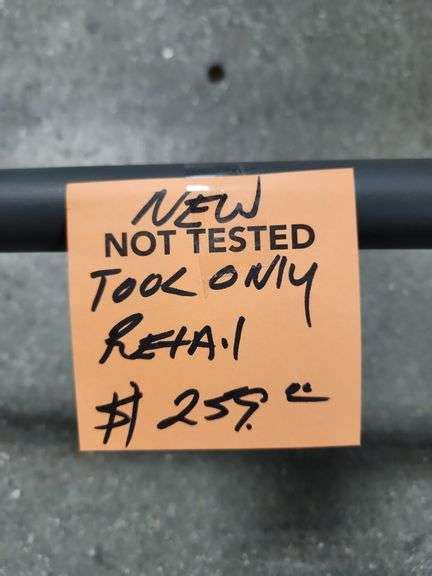 NEW
NOT TESTED
TOOL ONLY
RETAIL
$ 259.00